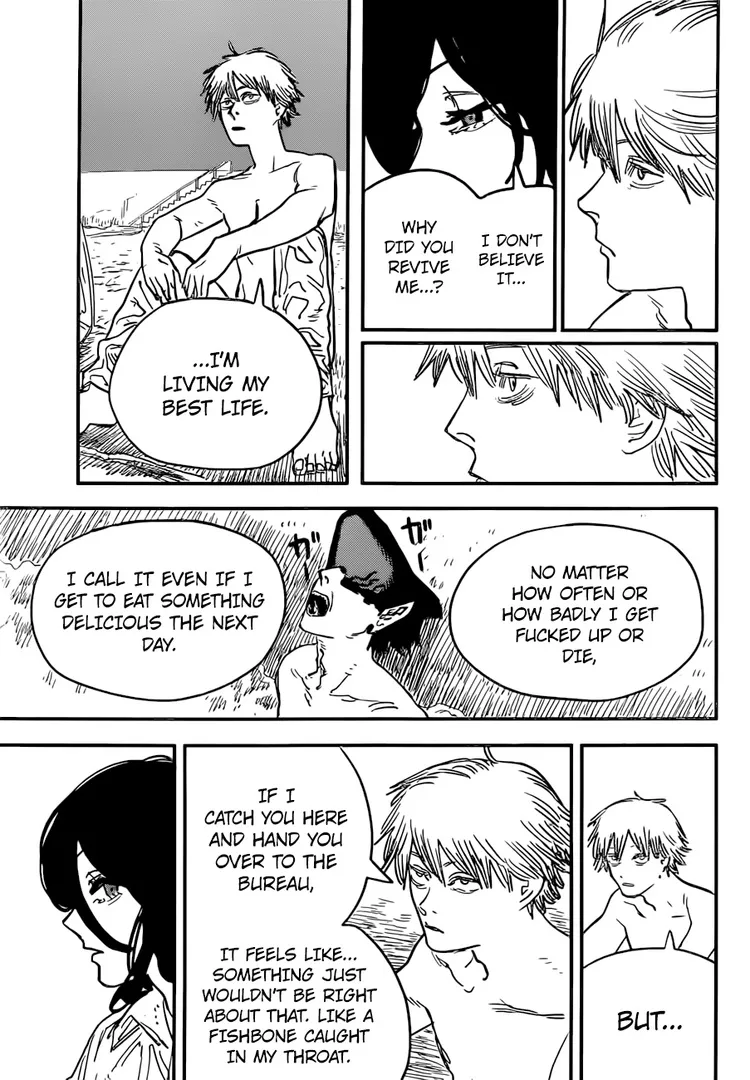 I DON'T
BELIEVE
IT...
WHY
DID YOU
REVIVE
ME...?
...I'M
LIVING MY
BEST LIFE.
NO MATTER
HOW OFTEN OR
HOW BADLY I GET
FUCKED UP OR
DIE,
ガ
ガ
I CALL IT EVEN IF I
GET TO EAT SOMETHING
DELICIOUS THE NEXT
DAY.
BUT...
IF I
CATCH YOU HERE
AND HAND YOU
OVER TO THE
BUREAU,
IT FEELS LIKE...
SOMETHING JUST
WOULDN'T BE RIGHT
ABOUT THAT. LIKE A
FISHBONE CAUGHT
IN MY THROAT.